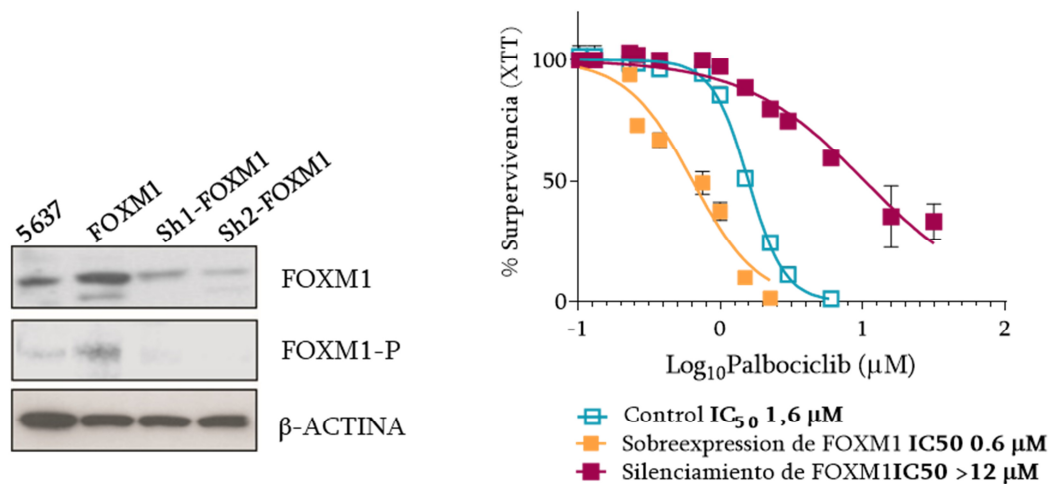 5637
FOXM1
Sh1-FOXM1
Sh2-FOXM1
FOXM1
FOXM1-P
β-ACTINA
% Surpervivencia (XTT)
100
50
0
-1
0
1
2
Log10Palbociclib (μM)
Control IC50 1,6 μM
Sobreexpression de FOXM1 IC50 0.6 μM
Silenciamiento de FOXM1IC50 >12 μM